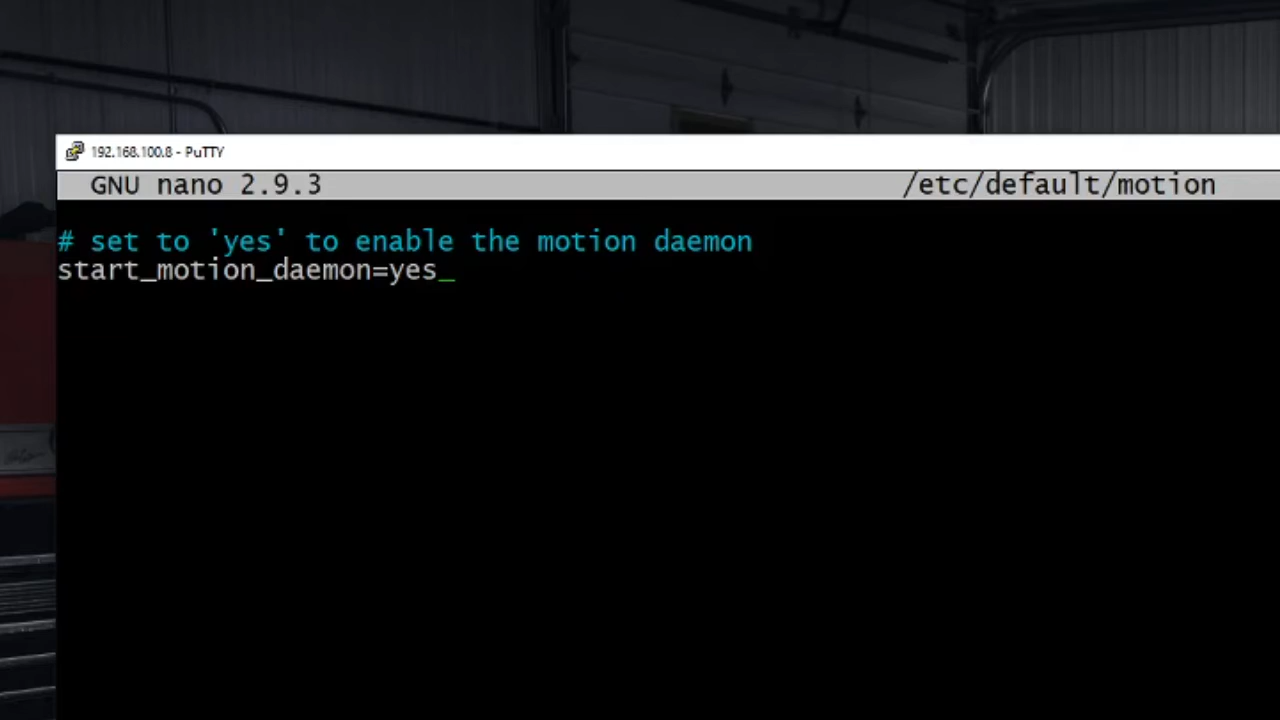 192.168.100.8 - PuTTY
GNU nano 2.9.3 /etc/default/motion
# set to 'yes' to enable the motion daemon
start_motion_daemon=yes_